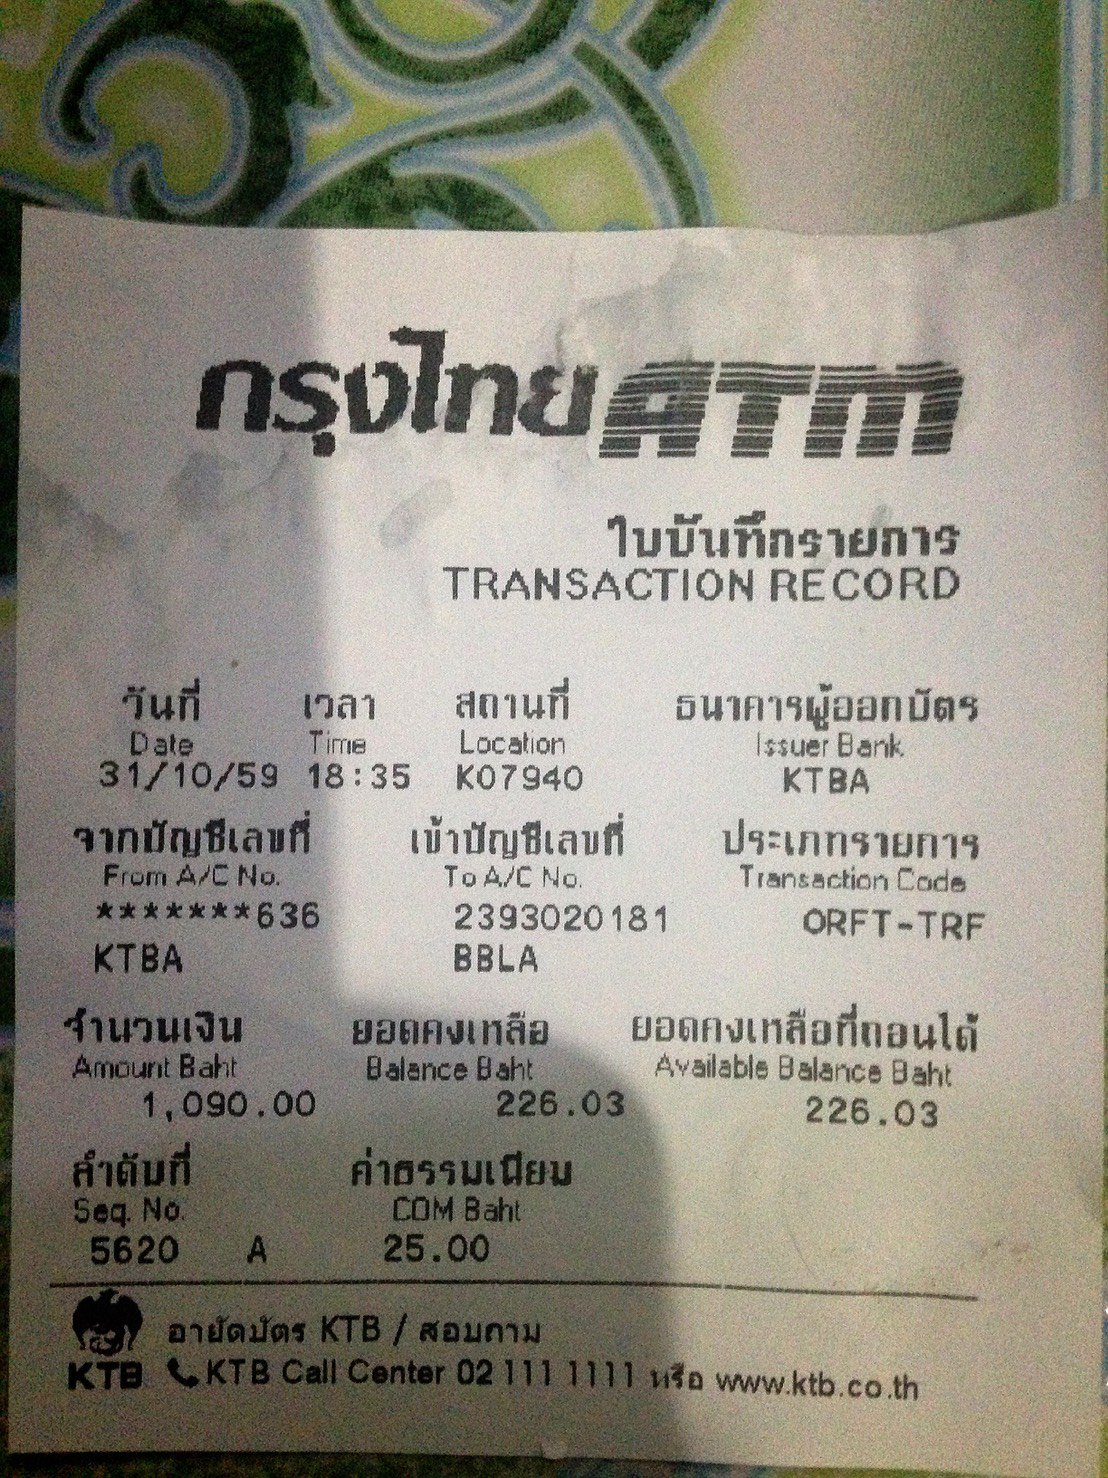 กรุงไทย ATM
ใบบันทึกรายการ
TRANSACTION RECORD
วันที่ เวลา สถานที่ ธนาคารผู้ออกบัตร
Date Time Location Issuer Bank
31/10/59 18:35 K07940 KTBA
จากบัญชีเลขที่ เข้าบัญชีเลขที่ ประเภทรายการ
From A/C No. To A/C No. Transaction Code
*******636 2393020181 ORFT-TRF
KTBA BBLA
จำนวนเงิน ยอดคงเหลือ ยอดคงเหลือที่ถอนได้
Amount Baht Balance Baht Available Balance Baht
1,090.00 226.03 226.03
ลำดับที่ ค่าธรรมเนียม
Seq. No. COM Baht
5620 A 25.00
อายัดบัตร KTB / สอบถาม
KTB KTB Call Center 02 111 1111 หรือ www.ktb.co.th